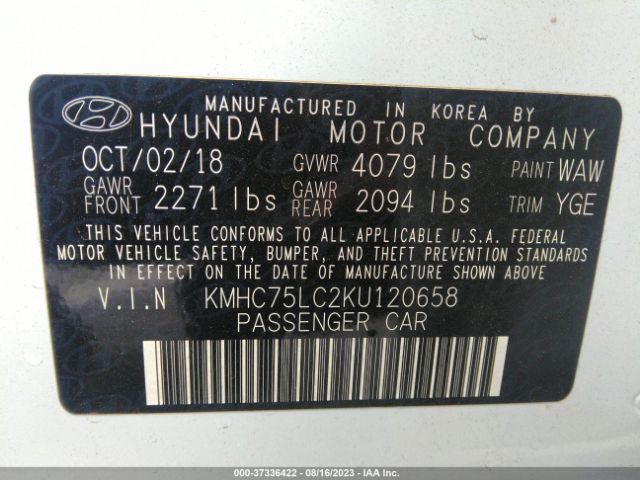 MANUFACTURED IN KOREA BY
HYUNDAI MOTOR COMPANY
OCT/02/18 GVWR 4079 lbs PAINT WAW
GAWR FRONT 2271 lbs GAWR REAR 2094 lbs TRIM YGE
THIS VEHICLE CONFORMS TO ALL APPLICABLE U.S.A. FEDERAL
MOTOR VEHICLE SAFETY, BUMPER, AND THEFT PREVENTION STANDARDS
IN EFFECT ON THE DATE OF MANUFACTURE SHOWN ABOVE.
V.I.N KMHC75LC2KU120658
PASSENGER CAR
000-37336422 - 08/16/2023 - IAAI.COM